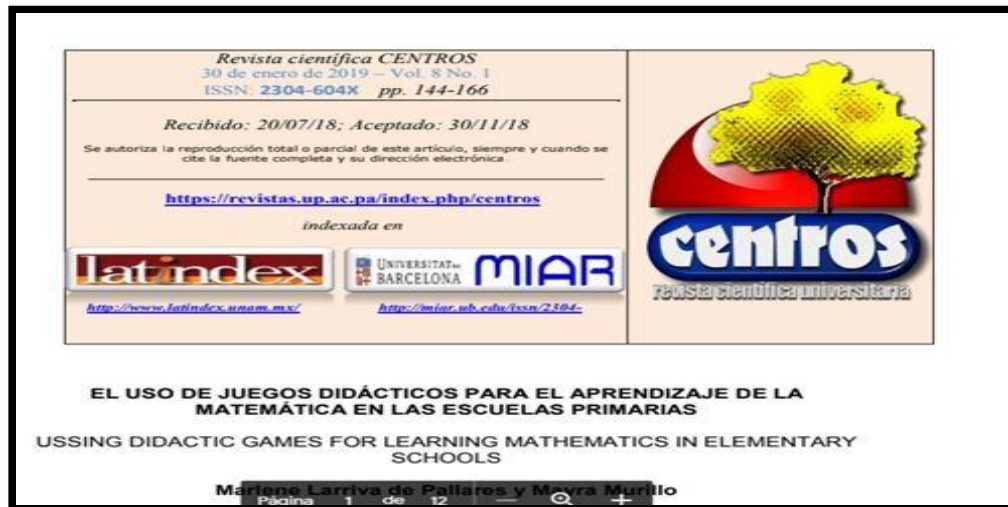 Revista científica CENTROS
30 de enero de 2019 – Vol. 8 No. 1
ISSN: 2304-604X pp. 144-166
Recibido: 20/07/18; Aceptado: 30/11/18
Se autoriza la reproducción total o parcial de este artículo, siempre y cuando se
cite la fuente completa y su dirección electrónica.
https://revistas.up.ac.pa/index.php/centros
indexada en
latindex
UNIVERSITAT DE
BARCELONA
MIAR
http://www.latindex.unam.mx/
http://miar.ub.edu/issn/2304-
centros
revista científica universitaria
EL USO DE JUEGOS DIDÁCTICOS PARA EL APRENDIZAJE DE LA
MATEMÁTICA EN LAS ESCUELAS PRIMARIAS
USSING DIDACTIC GAMES FOR LEARNING MATHEMATICS IN ELEMENTARY
SCHOOLS
Marlene Larriva de Pallares y Mayra Murillo
Página 1 de 12